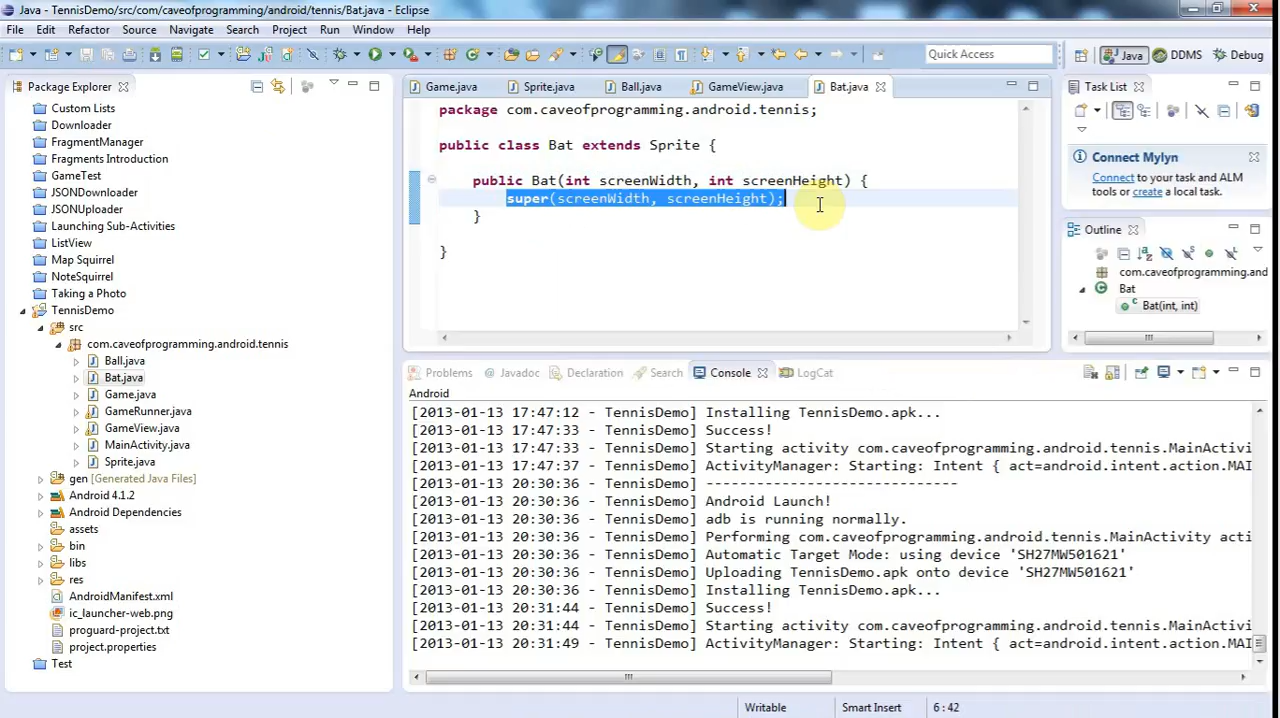 Java - TennisDemo/src/com/caveofprogramming/android/tennis/Bat.java - Eclipse
File Edit Refactor Source Navigate Search Project Run Window Help
Quick Access Java DDMS Debug
Package Explorer
Custom Lists
Downloader
FragmentManager
Fragments Introduction
GameTest
JSONDownloader
JSONUploader
Launching Sub-Activities
ListView
Map Squirrel
NoteSquirrel
Taking a Photo
TennisDemo
src
com.caveofprogramming.android.tennis
Ball.java
Bat.java
Game.java
GameRunner.java
GameView.java
MainActivity.java
Sprite.java
gen [Generated Java Files]
Android 4.1.2
Android Dependencies
assets
bin
libs
res
AndroidManifest.xml
ic_launcher-web.png
proguard-project.txt
project.properties
Test
Game.java Sprite.java Ball.java GameView.java Bat.java
package com.caveofprogramming.android.tennis;
public class Bat extends Sprite {
public Bat(int screenWidth, int screenHeight) {
super(screenWidth, screenHeight);
}
}
Task List
Connect Mylyn
Connect to your task and ALM
tools or create a local task.
Outline
com.caveofprogramming.and
Bat
Bat(int, int)
Problems Javadoc Declaration Search Console LogCat
Android
[2013-01-13 17:47:12 - TennisDemo] Installing TennisDemo.apk...
[2013-01-13 17:47:33 - TennisDemo] Success!
[2013-01-13 17:47:33 - TennisDemo] Starting activity com.caveofprogramming.android.tennis.MainActivi
[2013-01-13 17:47:37 - TennisDemo] ActivityManager: Starting: Intent { act=android.intent.action.MAI
[2013-01-13 20:30:36 - TennisDemo] ------------------------------
[2013-01-13 20:30:36 - TennisDemo] Android Launch!
[2013-01-13 20:30:36 - TennisDemo] adb is running normally.
[2013-01-13 20:30:36 - TennisDemo] Performing com.caveofprogramming.android.tennis.MainActivity acti
[2013-01-13 20:30:36 - TennisDemo] Automatic Target Mode: using device 'SH27MW501621'
[2013-01-13 20:30:36 - TennisDemo] Uploading TennisDemo.apk onto device 'SH27MW501621'
[2013-01-13 20:30:36 - TennisDemo] Installing TennisDemo.apk...
[2013-01-13 20:31:44 - TennisDemo] Success!
[2013-01-13 20:31:44 - TennisDemo] Starting activity com.caveofprogramming.android.tennis.MainActivi
[2013-01-13 20:31:49 - TennisDemo] ActivityManager: Starting: Intent { act=android.intent.action.MAI
Writable Smart Insert 6 : 42